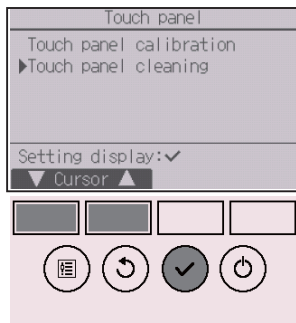 Touch panel
Touch panel calibration
▶Touch panel cleaning
Setting display:✓
▼ Cursor ▲